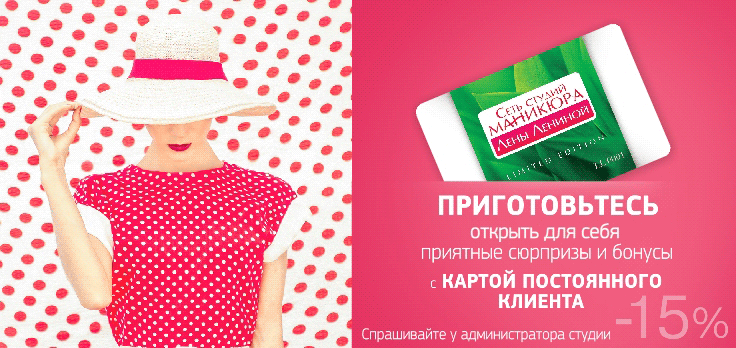 Сеть студий
МАНИКЮРА
Лены Лениной
LIMITED EDITION
ПРИГОТОВЬТЕСЬ
открыть для себя
приятные сюрпризы и бонусы
с КАРТОЙ ПОСТОЯННОГО
КЛИЕНТА
-15%
Спрашивайте у администратора студии